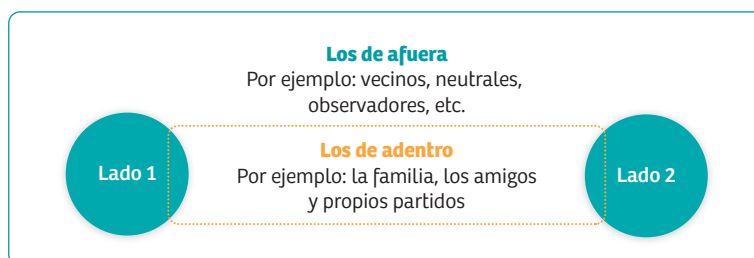 Los de afuera
Por ejemplo: vecinos, neutrales,
observadores, etc.
Lado 1
Los de adentro
Por ejemplo: la familia, los amigos
y propios partidos
Lado 2